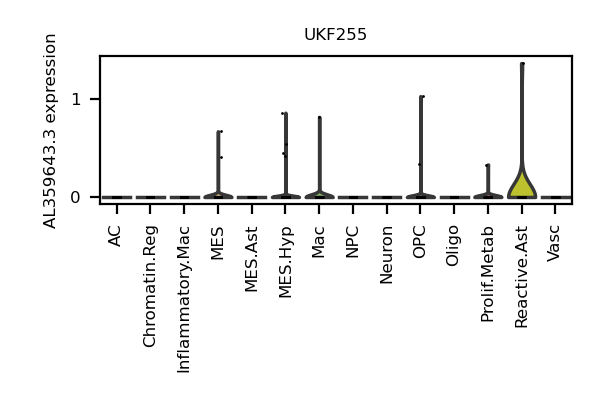 UKF255
AL359643.3 expression
1
0
AC
Chromatin.Reg
Inflammatory.Mac
MES
MES.Ast
MES.Hyp
Mac
NPC
Neuron
OPC
Oligo
Prolif.Metab
Reactive.Ast
Vasc